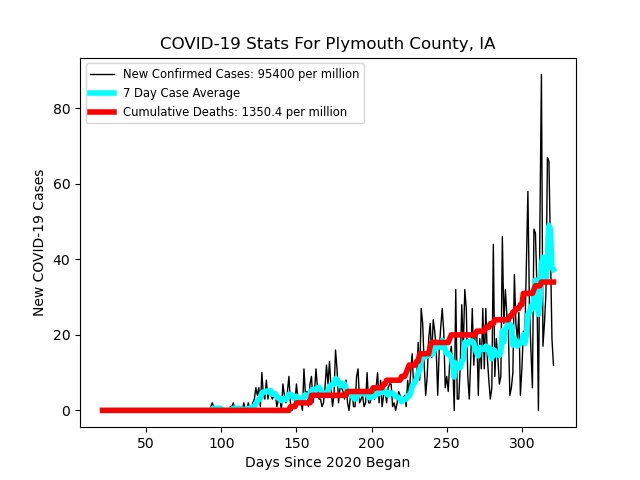 COVID-19 Stats For Plymouth County, IA
New Confirmed Cases: 95400 per million
7 Day Case Average
Cumulative Deaths: 1350.4 per million
New COVID-19 Cases
80
60
40
20
0
50 100 150 200 250 300
Days Since 2020 Began